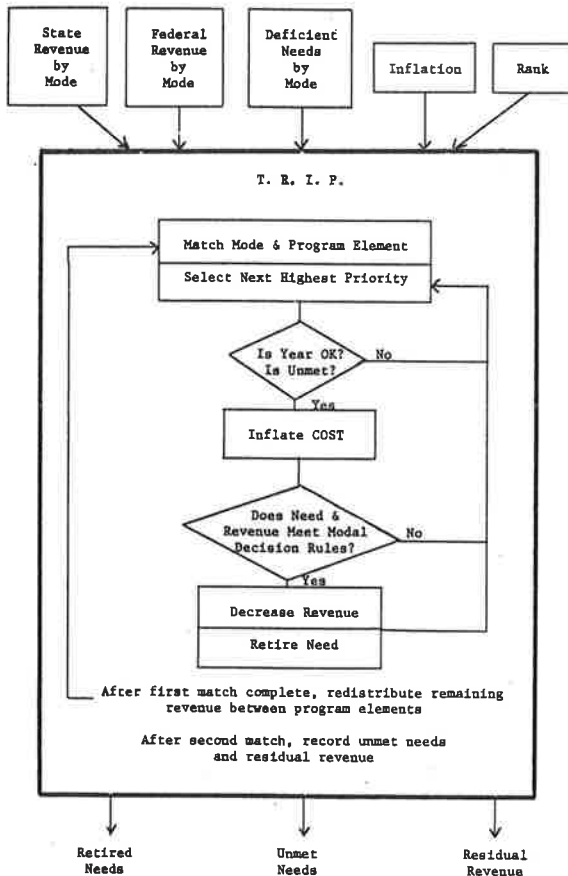 State
Revenue
by
Mode
Federal
Revenue
by
Mode
Deficient
Needs
by
Mode
Inflation
Rank
T. R. I. P.
Match Mode & Program Element
Select Next Highest Priority
Is Year OK?
Is Unmet?
No
Yes
Inflate COST
Does Need &
Revenue Meet Modal
Decision Rules?
No
Yes
Decrease Revenue
Retire Need
After first match complete, redistribute remaining
revenue between program elements
After second match, record unmet needs
and residual revenue
Retired
Needs
Unmet
Needs
Residual
Revenue